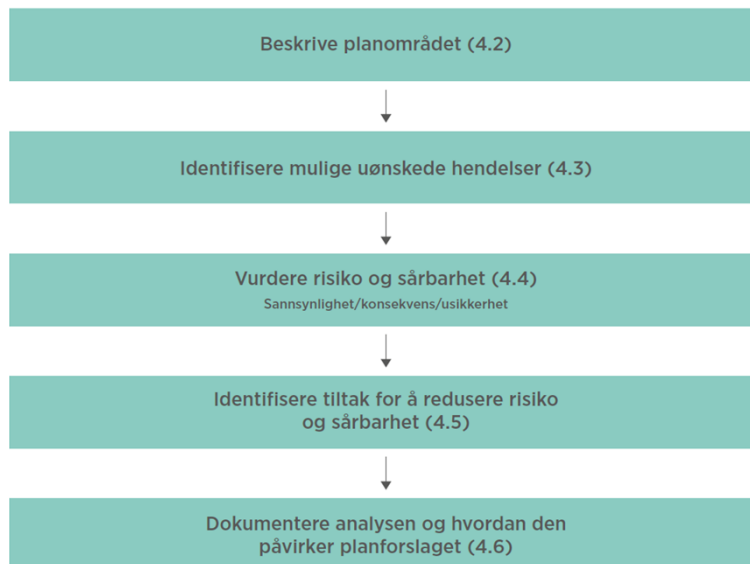 Beskrive planområdet (4.2)
Identifisere mulige uønskede hendelser (4.3)
Vurdere risiko og sårbarhet (4.4)
Sannsynlighet/konsekvens/usikkerhet
Identifisere tiltak for å redusere risiko
og sårbarhet (4.5)
Dokumentere analysen og hvordan den
påvirker planforslaget (4.6)